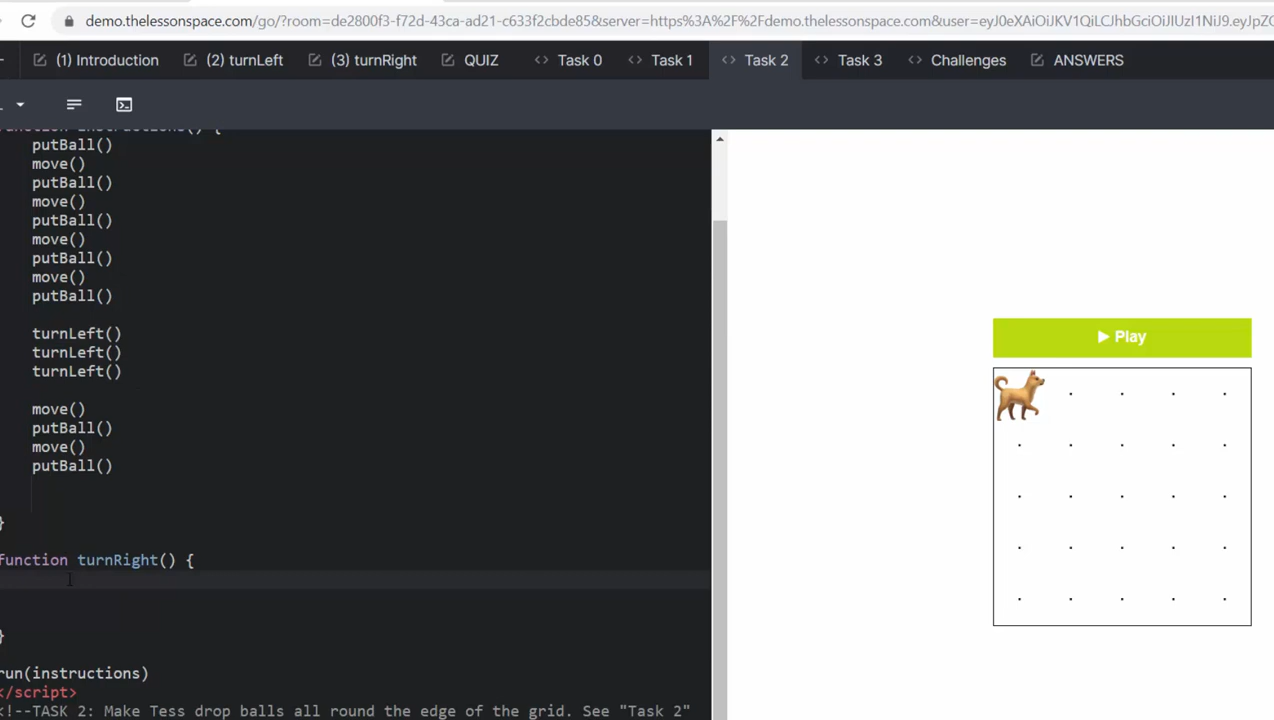 demo.thelessonspace.com/go/?room=de2800f3-f72d-43ca-ad21-c633f2cbde85&server=https%3A%2F%2Fdemo.thelessonspace.com&user=eyJ0eXAiOiJKV1QiLCJhbGciOiJIUzI1NiJ9.eyJpZC
(1) Introduction (2) turnLeft (3) turnRight QUIZ Task 0 Task 1 Task 2 Task 3 Challenges ANSWERS
function instructions() {
putBall()
move()
putBall()
move()
putBall()
move()
putBall()
move()
putBall()
turnLeft()
turnLeft()
turnLeft()
move()
putBall()
move()
putBall()
}
function turnRight() {
}
run(instructions)
</script>
<!--TASK 2: Make Tess drop balls all round the edge of the grid. See "Task 2"
Play